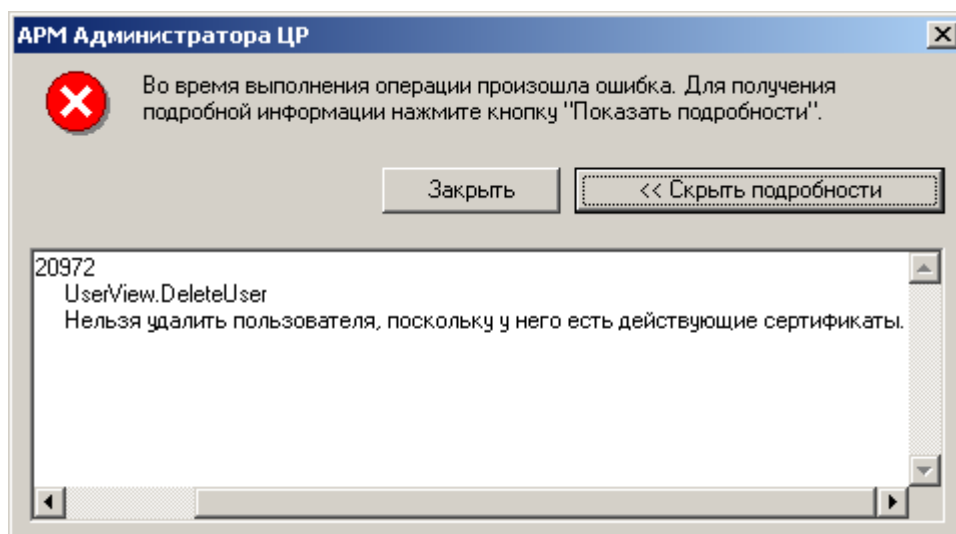 АРМ Администратора ЦР
Во время выполнения операции произошла ошибка. Для получения
подробной информации нажмите кнопку "Показать подробности".
Закрыть
<< Скрыть подробности
20972
UserView.DeleteUser
Нельзя удалить пользователя, поскольку у него есть действующие сертификаты.